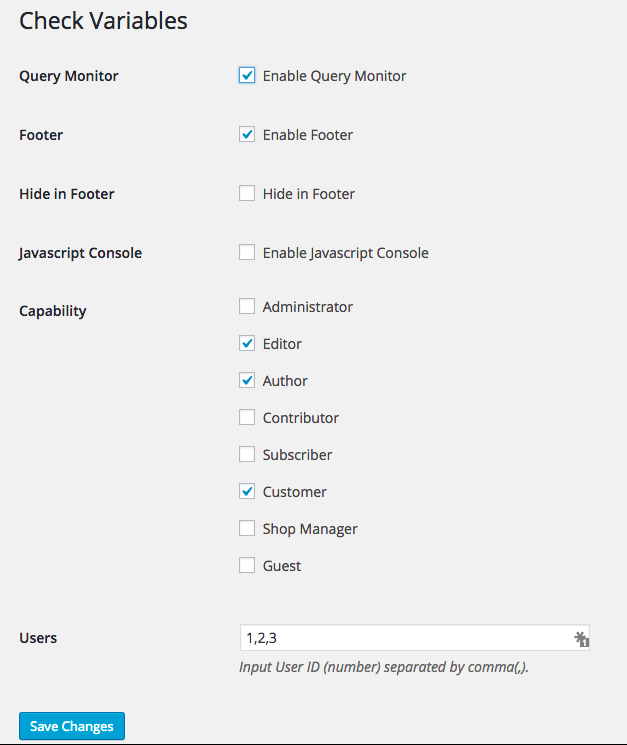 Check Variables
Query Monitor Enable Query Monitor
Footer Enable Footer
Hide in Footer Hide in Footer
Javascript Console Enable Javascript Console
Capability Administrator
Editor
Author
Contributor
Subscriber
Customer
Shop Manager
Guest
Users 1,2,3 1
Input User ID (number) separated by comma(,).
Save Changes